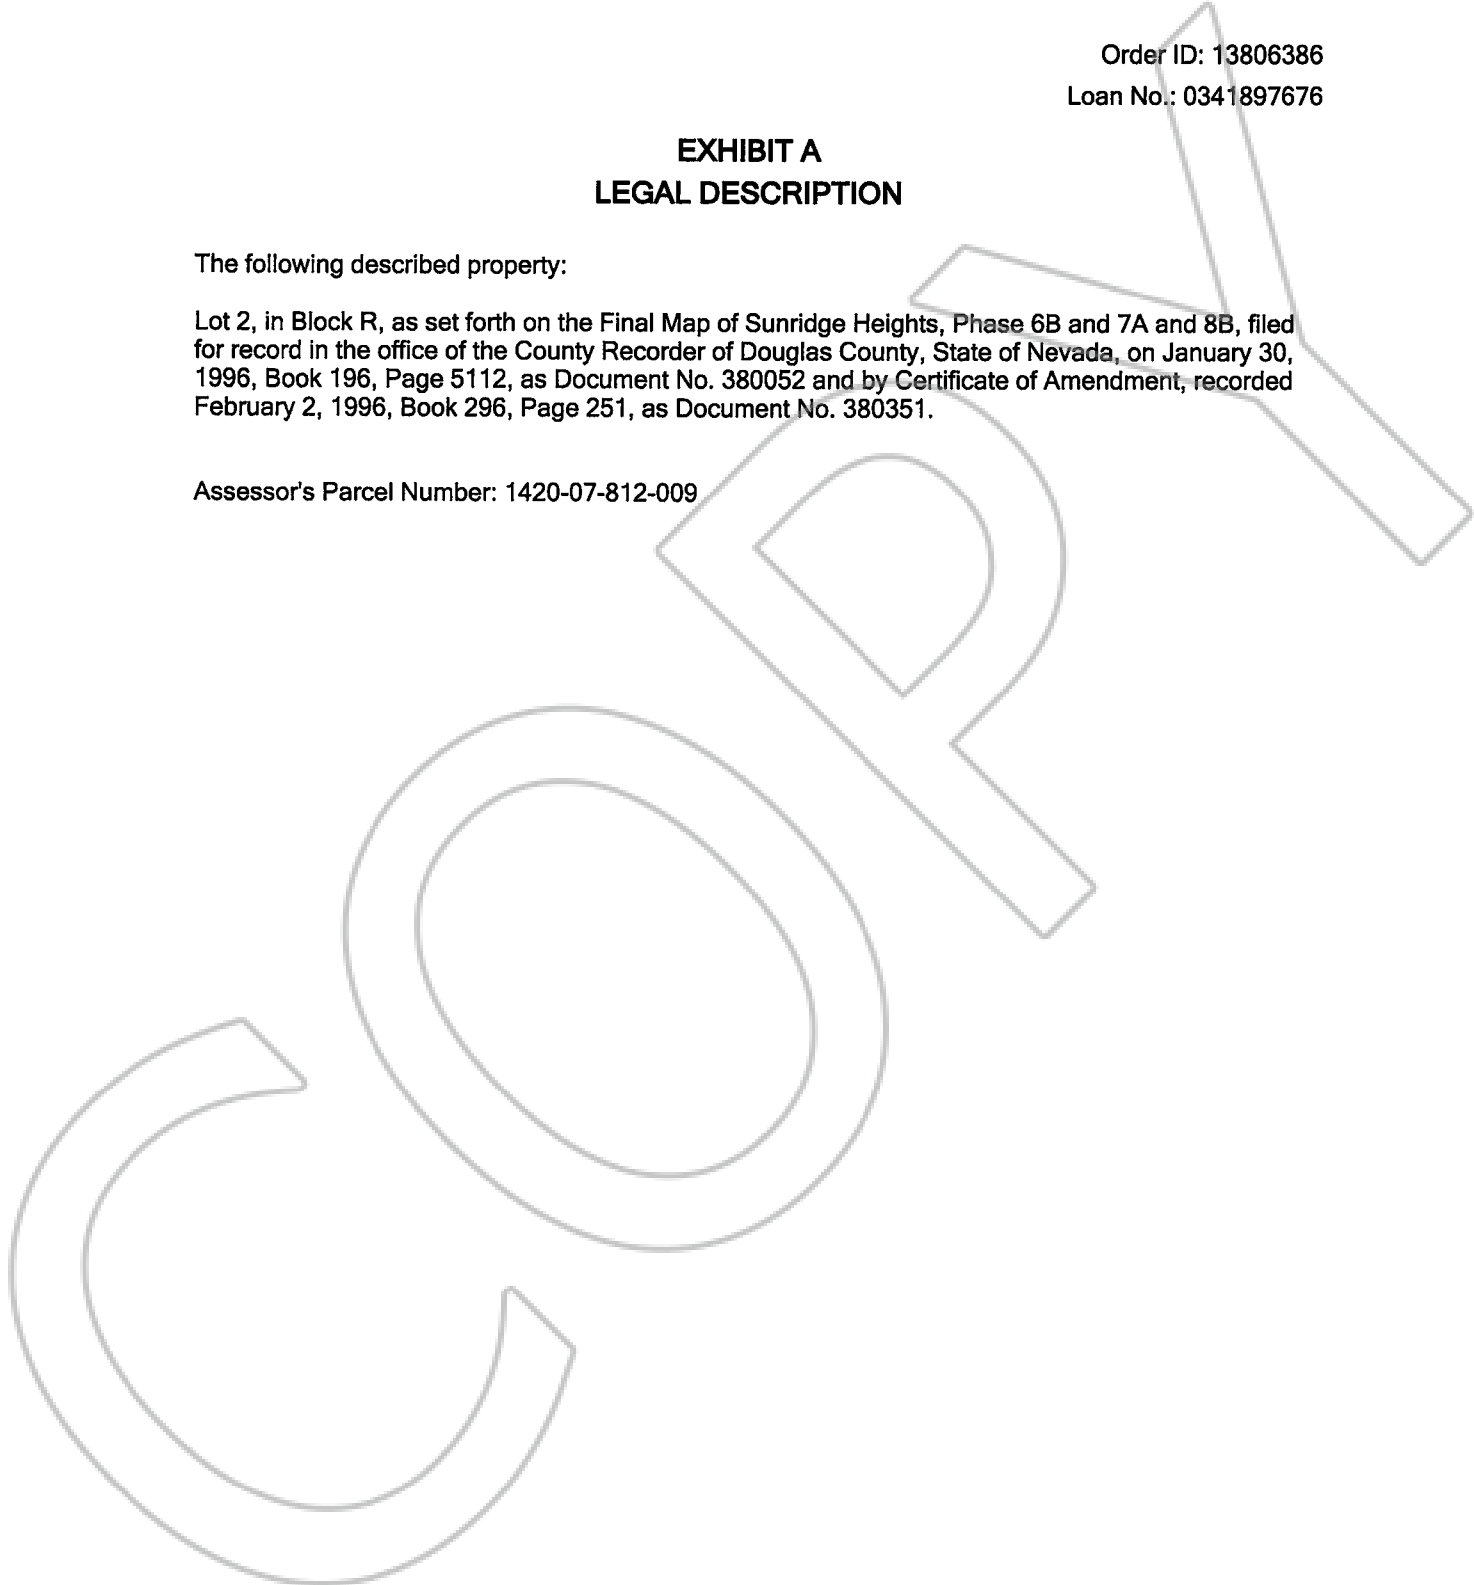 Order ID: 13806386
Loan No.: 0341897676
EXHIBIT A
LEGAL DESCRIPTION
The following described property:
Lot 2, in Block R, as set forth on the Final Map of Sunridge Heights, Phase 6B and 7A and 8B, filed
for record in the office of the County Recorder of Douglas County, State of Nevada, on January 30,
1996, Book 196, Page 5112, as Document No. 380052 and by Certificate of Amendment, recorded
February 2, 1996, Book 296, Page 251, as Document No. 380351.
Assessor's Parcel Number: 1420-07-812-009
COPY